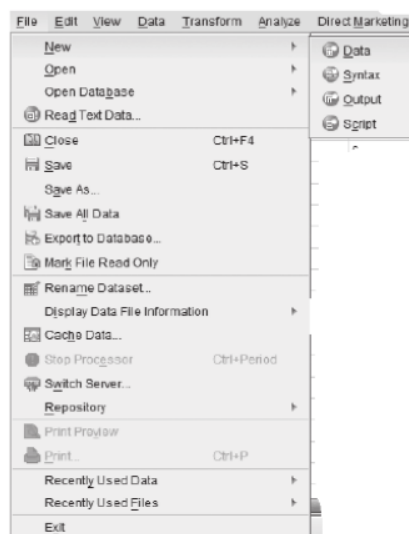 File Edit View Data Transform Analyze Direct Marketing
New
Open
Open Database
Read Text Data...
Close Ctrl+F4
Save Ctrl+S
Save As...
Save All Data
Export to Database...
Mark File Read Only
Rename Dataset...
Display Data File Information
Cache Data...
Stop Processor Ctrl+Period
Switch Server...
Repository
Print Preview
Print... Ctrl+P
Recently Used Data
Recently Used Files
Exit
Data
Syntax
Output
Script